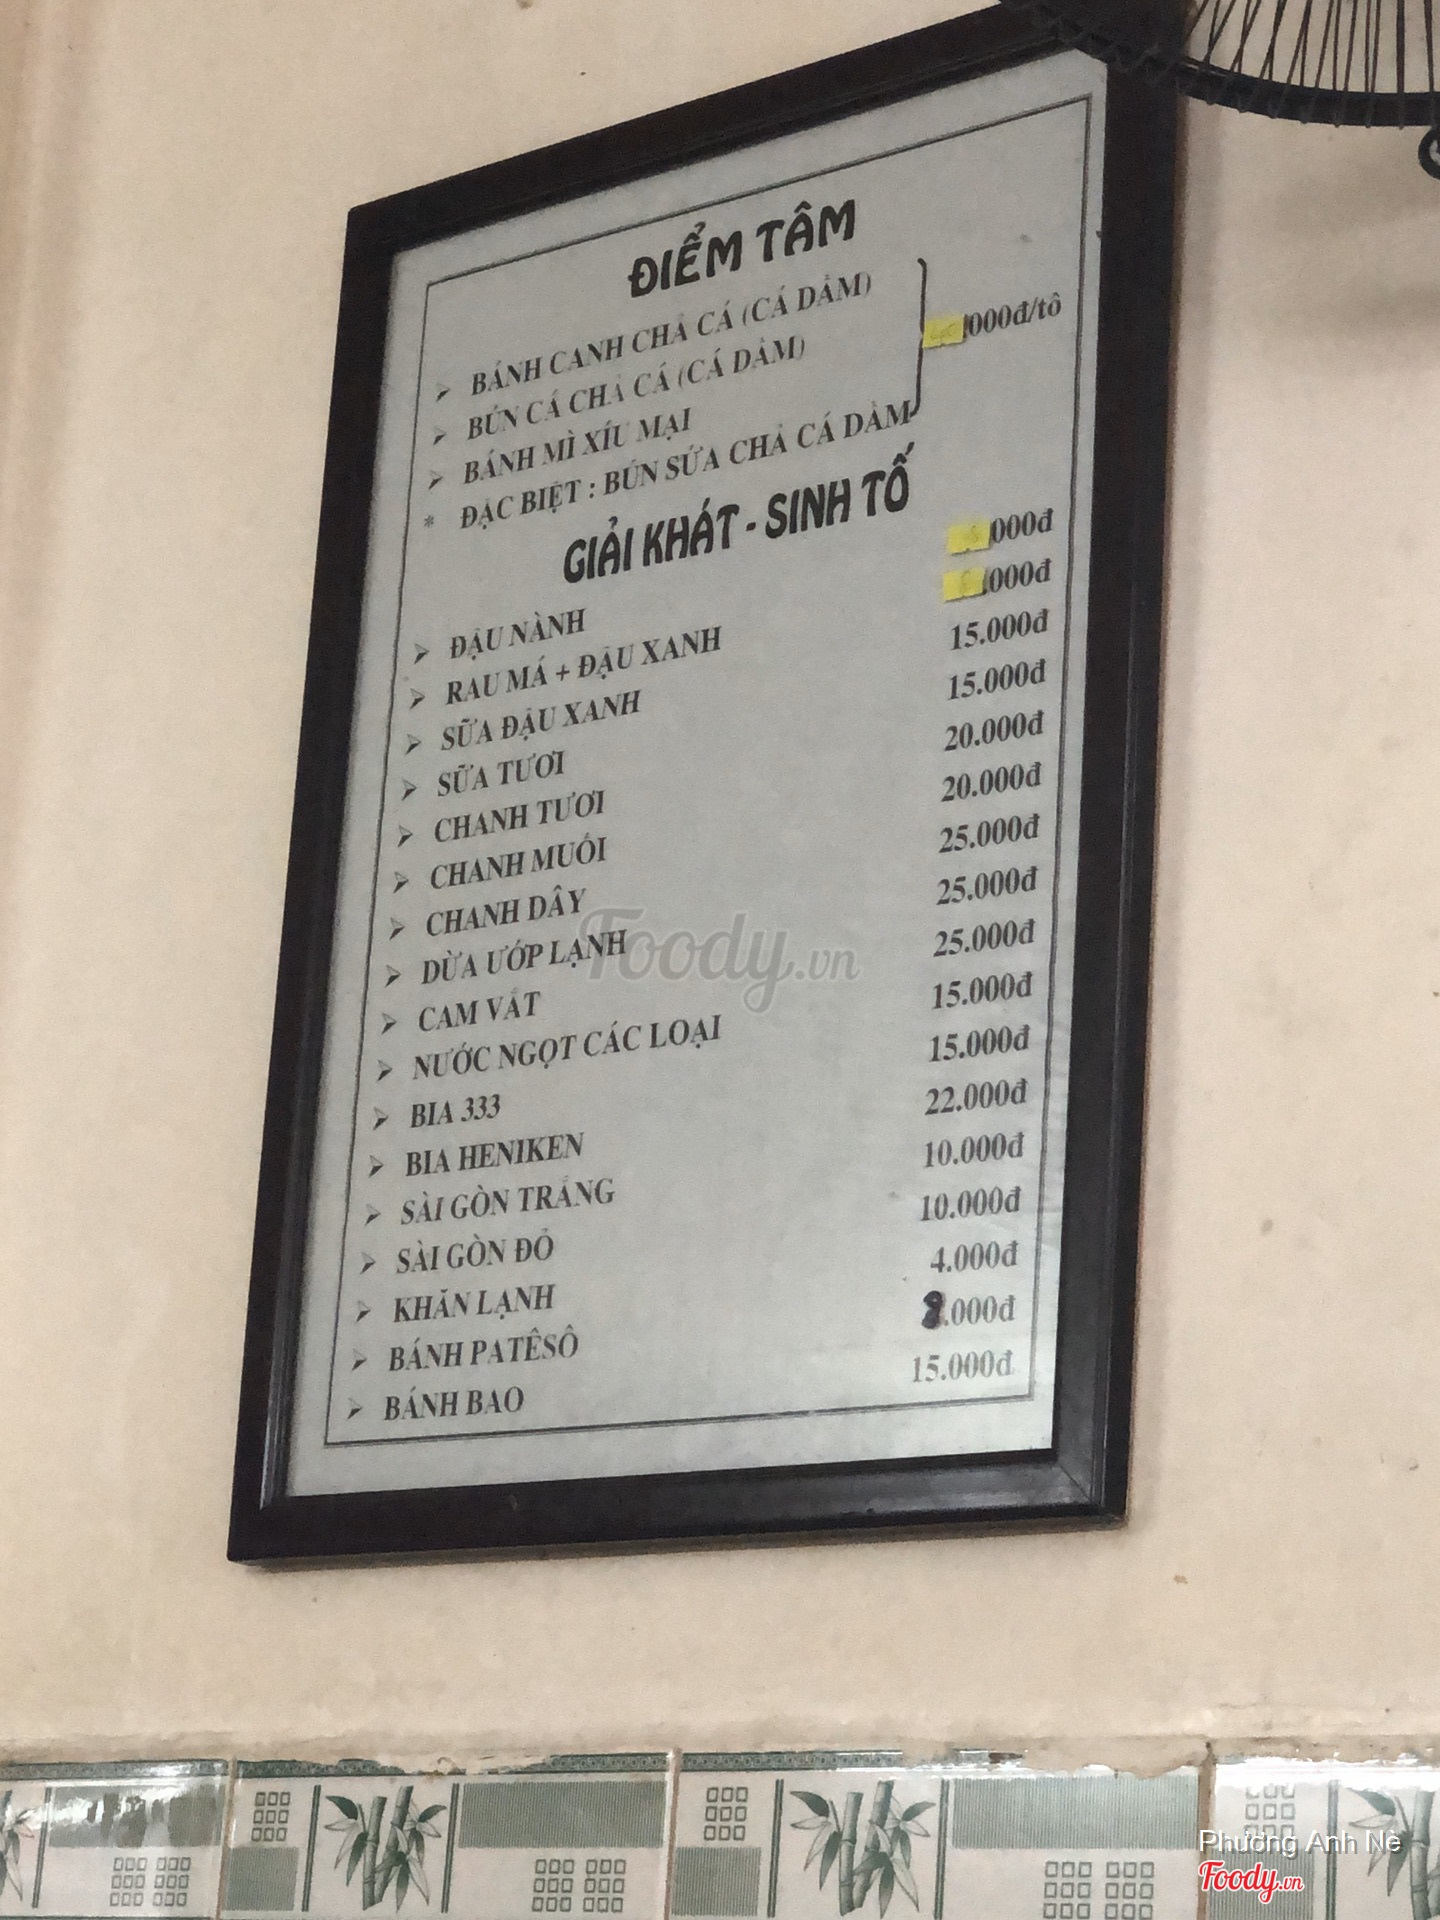 ĐIỂM TÂM
BÁNH CANH CHẢ CÁ (CÁ DẦM)
BÚN CÁ CHẢ CÁ (CÁ DẦM)
000đ/tô
BÁNH MÌ XÍU MẠI
* ĐẶC BIỆT : BÚN SỨA CHẢ CÁ DẦM
GIẢI KHÁT - SINH TỐ
ĐẬU NÀNH 000đ
RAU MÁ + ĐẬU XANH 000đ
SỮA ĐẬU XANH 15.000đ
SỮA TƯƠI 15.000đ
CHANH TƯƠI 20.000đ
CHANH MUỐI 20.000đ
CHANH DÂY 25.000đ
DỪA ƯỚP LẠNH 25.000đ
CAM VẮT 25.000đ
NƯỚC NGỌT CÁC LOẠI 15.000đ
BIA 333 15.000đ
BIA HENIKEN 22.000đ
SÀI GÒN TRẮNG 10.000đ
SÀI GÒN ĐỎ 10.000đ
KHĂN LẠNH 4.000đ
BÁNH PATÊSÔ 8.000đ
BÁNH BAO 15.000đ
Foody.vn
Phương Anh Nè
Foody.vn